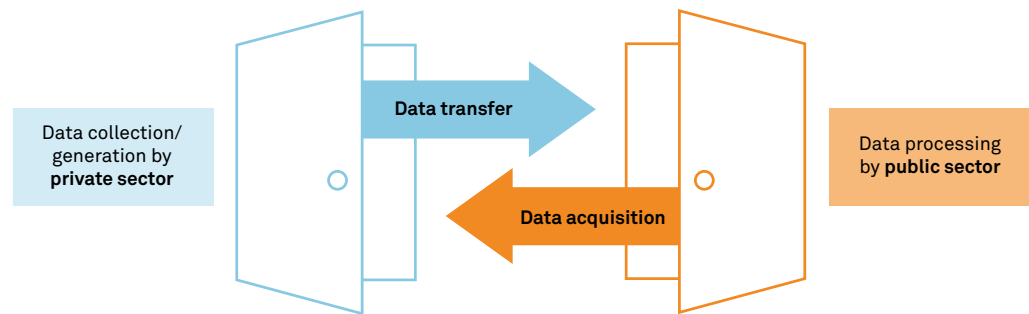 Data collection/
generation by
private sector
Data transfer
Data acquisition
Data processing
by public sector